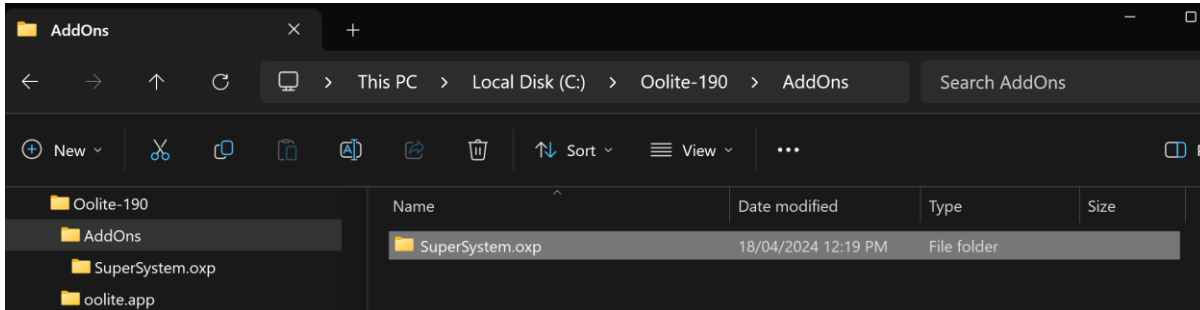 AddOns
This PC > Local Disk (C:) > Oolite-190 > AddOns
Search AddOns
New
Sort
View
Oolite-190
AddOns
SuperSystem.oxp
oolite.app
Name Date modified Type Size
SuperSystem.oxp 18/04/2024 12:19 PM File folder